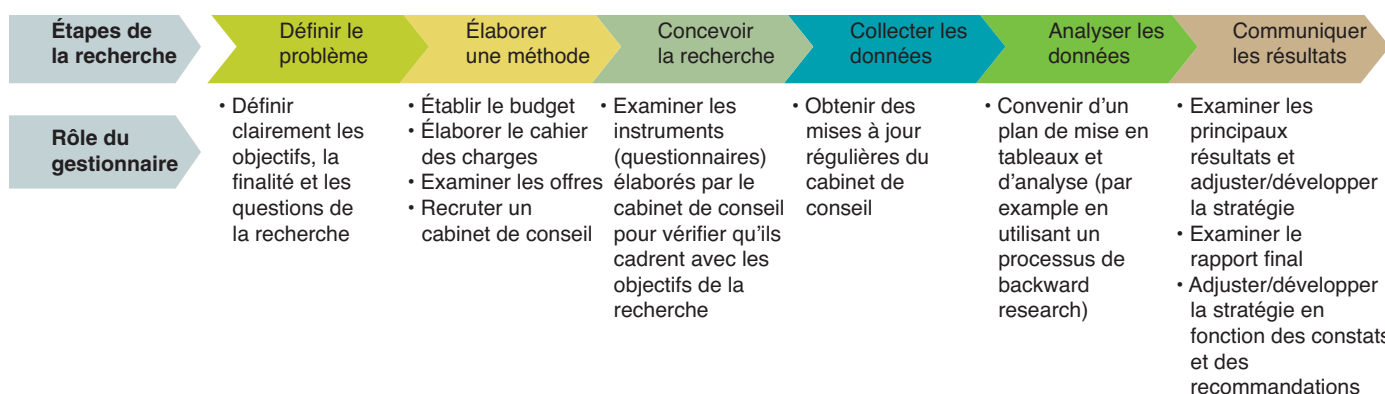 Étapes de
la recherche
Définir le
problème
Élaborer
une méthode
Concevoir
la recherche
Collecter les
données
Analyser les
données
Communiquer
les résultats
Rôle du
gestionnaire
• Définir
clairement les
objectifs, la
finalité et les
questions de
la recherche
• Établir le budget
• Élaborer le cahier
des charges
• Examiner les offres
• Recruter un
cabinet de conseil
• Examiner les
instruments
(questionnaires)
élaborés par le
cabinet de conseil
pour vérifier qu'ils
cadrent avec les
objectifs de la
recherche
• Obtenir des
mises à jour
régulières du
cabinet de
conseil
• Convenir d'un
plan de mise en
tableaux et
d'analyse (par
example en
utilisant un
processus de
backward
research)
• Examiner les
principaux
résultats et
adjuster/développer
la stratégie
• Examiner le
rapport final
• Adjuster/développer
la stratégie en
fonction des constats
et des
recommandations